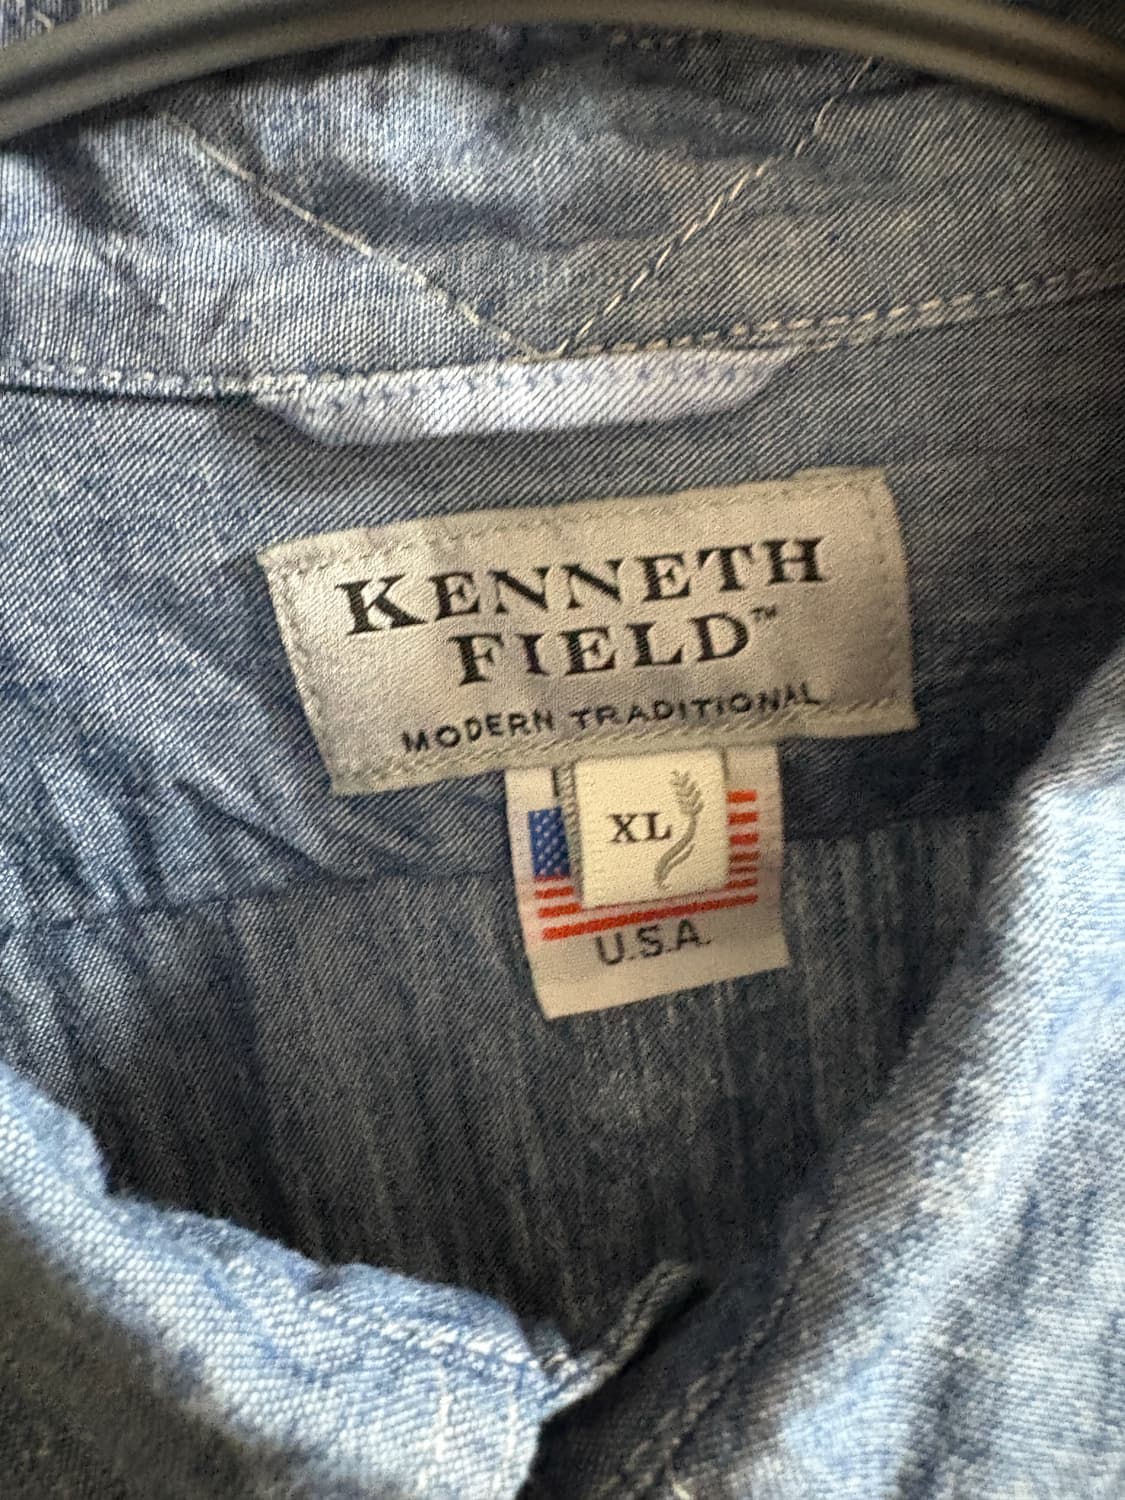 KENNETH
FIELD™
MODERN TRADITIONAL
XL
U.S.A.